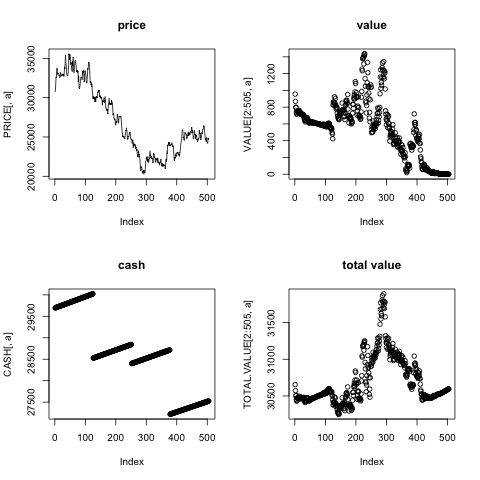 price
PRICE[, a]
20000 25000 30000 35000
0 100 200 300 400 500
Index
value
VALUE[2:505, a]
0 400 800 1200
0 100 200 300 400 500
Index
cash
CASH[, a]
27500 28500 29500
0 100 200 300 400 500
Index
total value
TOTAL.VALUE[2:505, a]
30500 31000 31500
0 100 200 300 400 500
Index